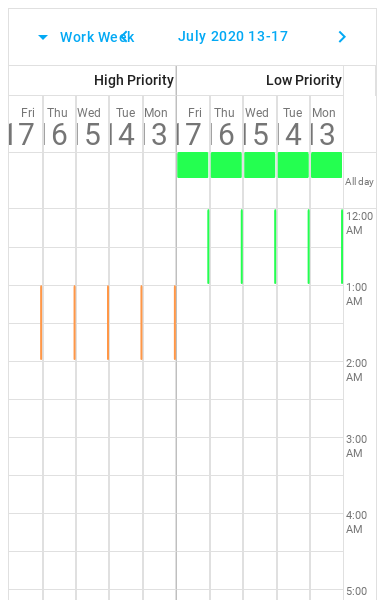 Work Week
July 2020 13-17
High Priority
Low Priority
Fri Thu Wed Tue Mon Fri Thu Wed Tue Mon
17 16 15 14 13 17 16 15 14 13
All day
12:00
AM
1:00
AM
2:00
AM
3:00
AM
4:00
AM
5:00